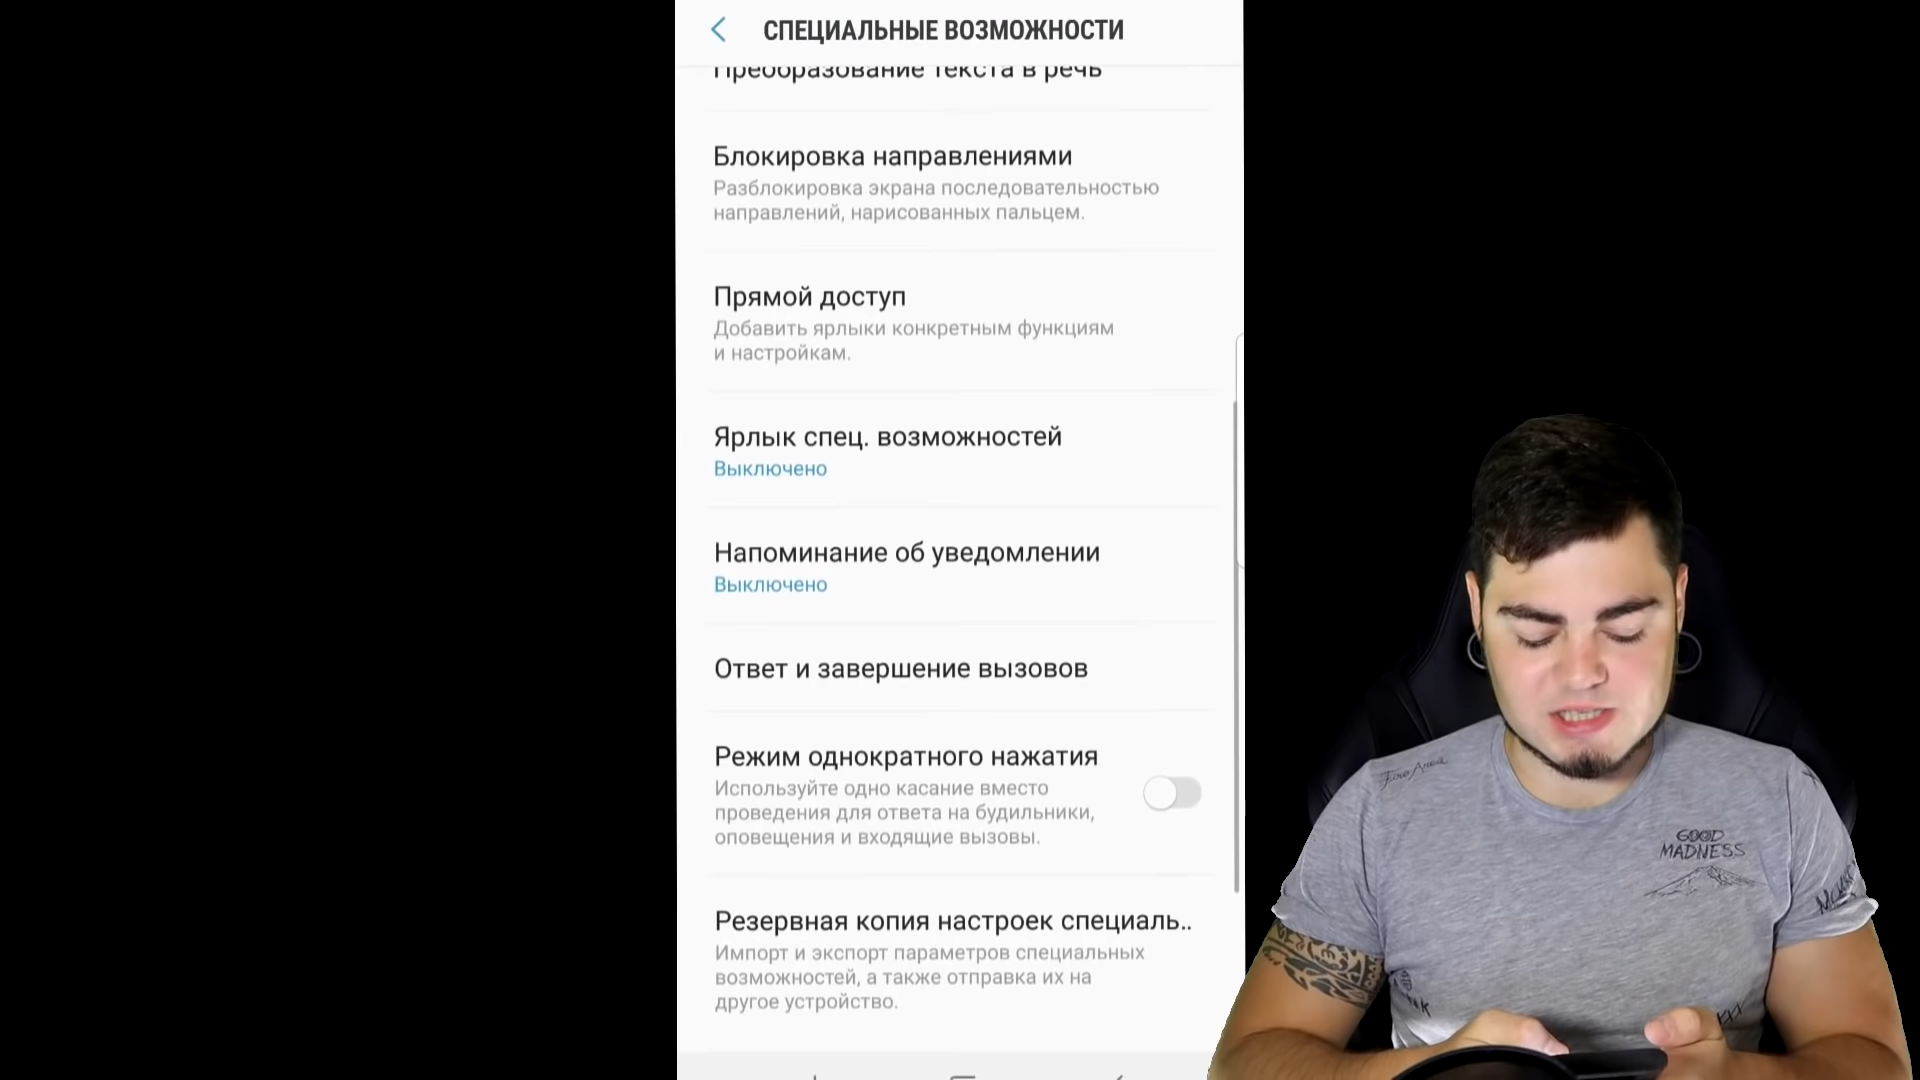 СПЕЦИАЛЬНЫЕ ВОЗМОЖНОСТИ
Преобразование текста в речь
Блокировка направлениями
Разблокировка экрана последовательностью
направлений, нарисованных пальцем.
Прямой доступ
Добавить ярлыки конкретным функциям
и настройкам.
Ярлык спец. возможностей
Выключено
Напоминание об уведомлении
Выключено
Ответ и завершение вызовов
Режим однократного нажатия
Используйте одно касание вместо
проведения для ответа на будильники,
оповещения и входящие вызовы.
Резервная копия настроек специаль..
Импорт и экспорт параметров специальных
возможностей, а также отправка их на
другое устройство.
GOOD
MADNESS